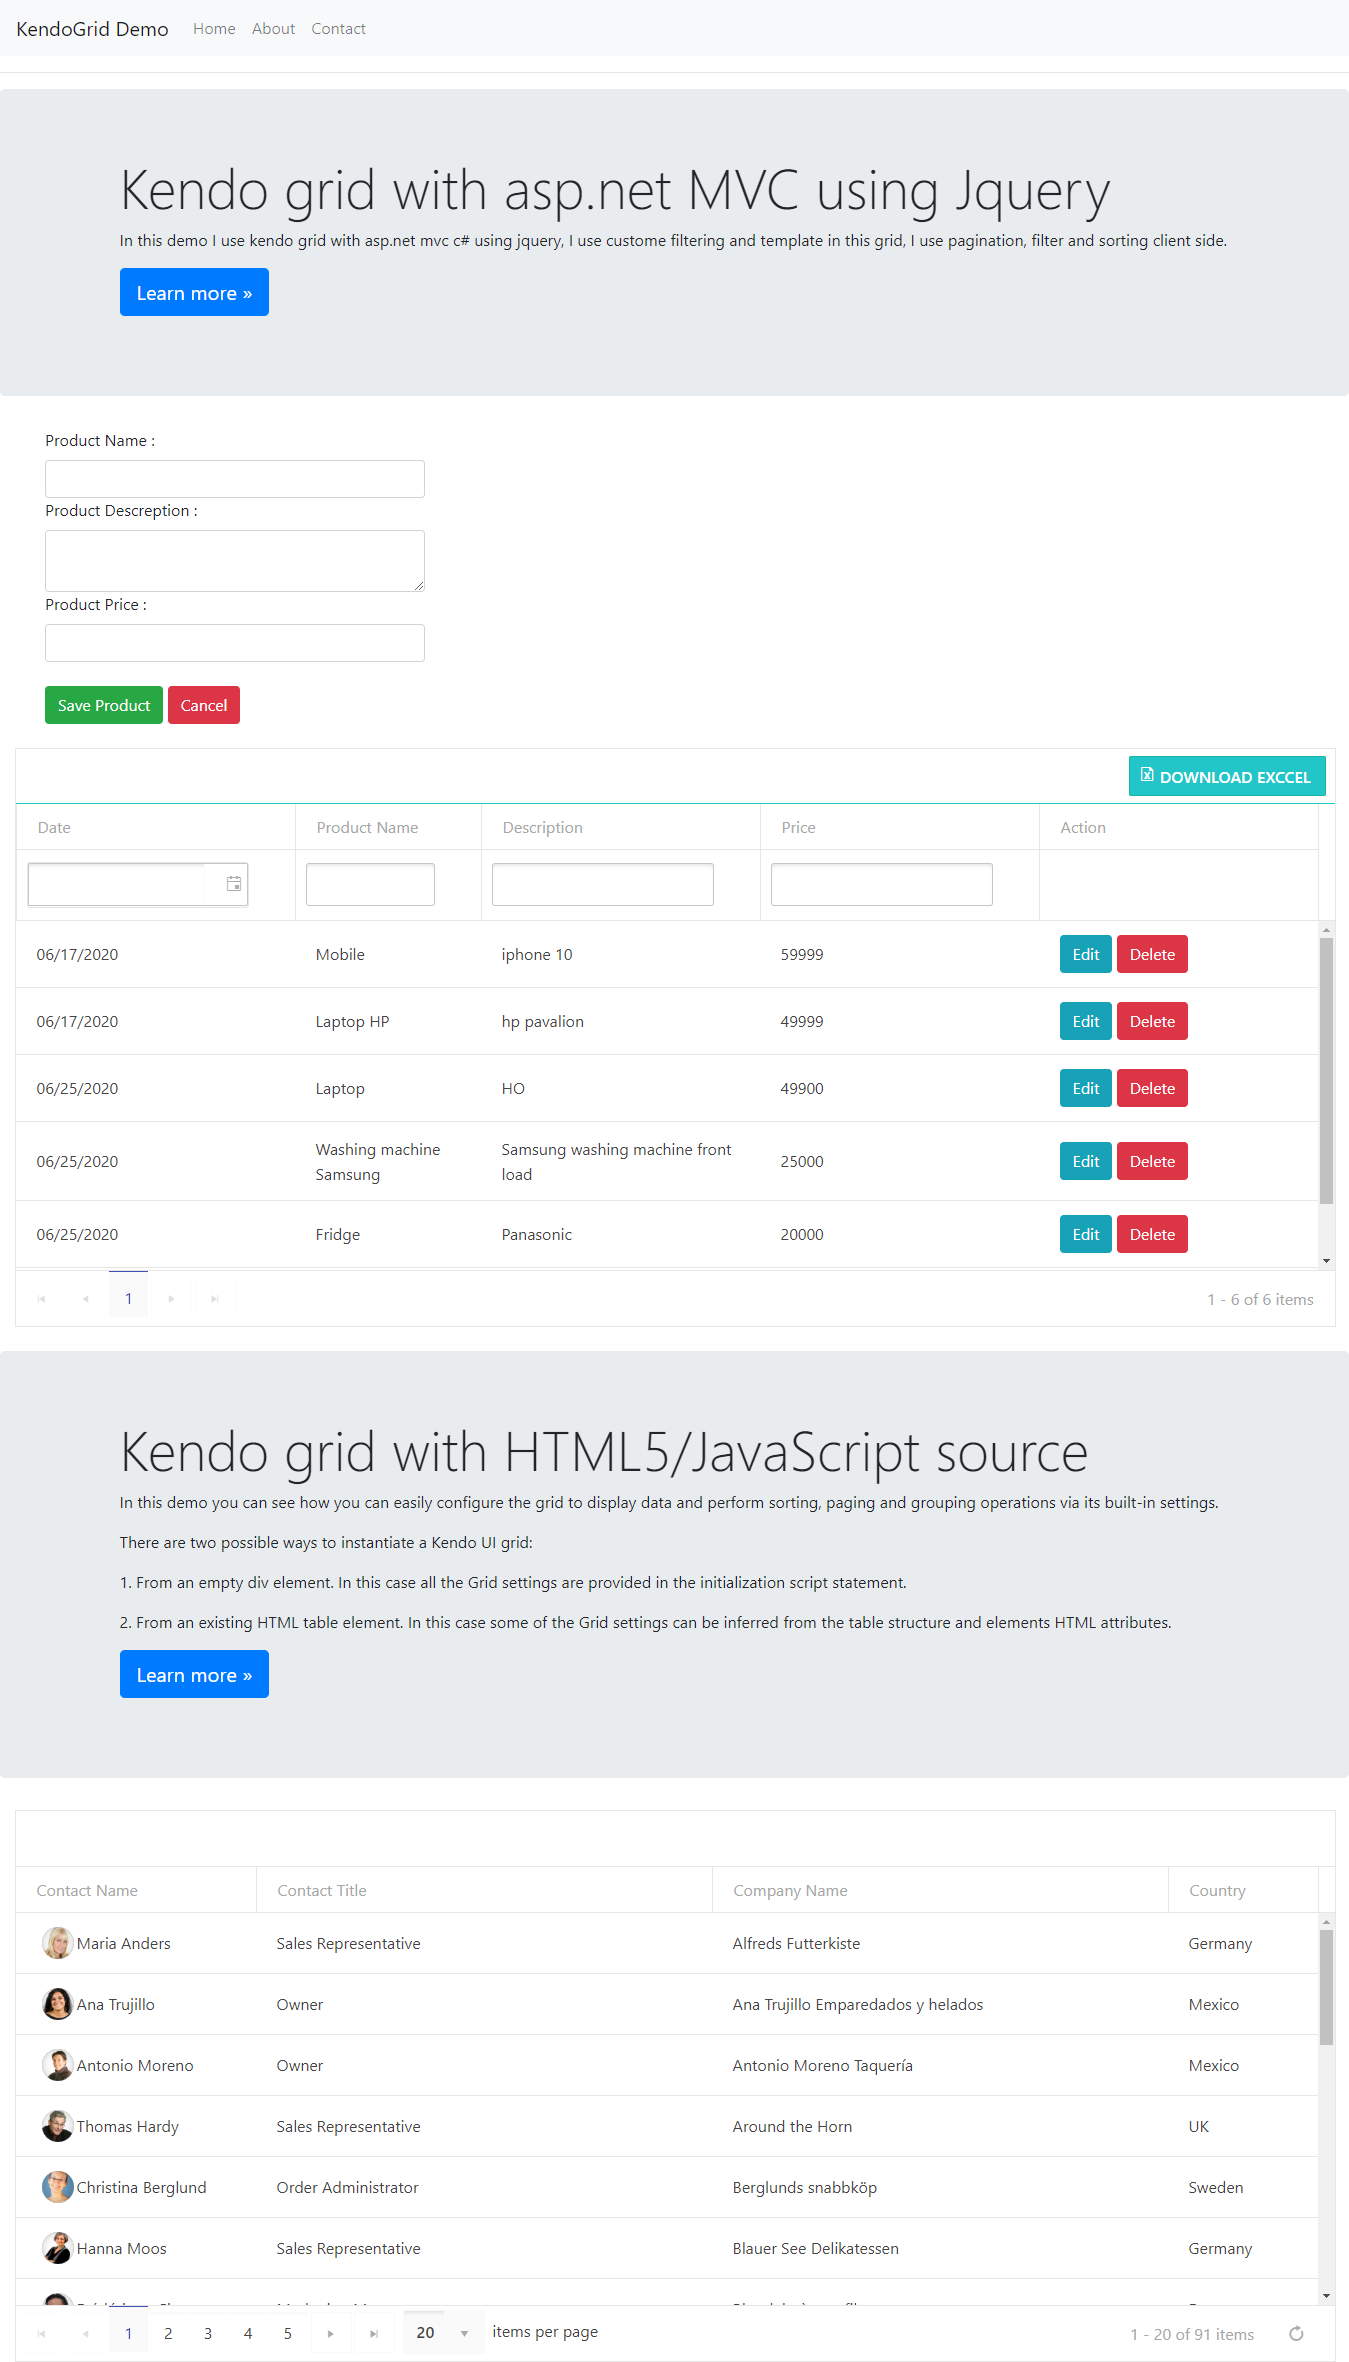 KendoGrid Demo Home About Contact
Kendo grid with asp.net MVC using Jquery
In this demo I use kendo grid with asp.net mvc c# using jquery, I use custome filtering and template in this grid, I use pagination, filter and sorting client side.
Learn more »
Product Name :
Product Descreption :
Product Price :
Save Product Cancel
DOWNLOAD EXCCEL
Date Product Name Description Price Action
06/17/2020 Mobile iphone 10 59999 Edit Delete
06/17/2020 Laptop HP hp pavalion 49999 Edit Delete
06/25/2020 Laptop HO 49900 Edit Delete
06/25/2020 Washing machine Samsung Samsung washing machine front load 25000 Edit Delete
06/25/2020 Fridge Panasonic 20000 Edit Delete
1 1 - 6 of 6 items
Kendo grid with HTML5/JavaScript source
In this demo you can see how you can easily configure the grid to display data and perform sorting, paging and grouping operations via its built-in settings.
There are two possible ways to instantiate a Kendo UI grid:
1. From an empty div element. In this case all the Grid settings are provided in the initialization script statement.
2. From an existing HTML table element. In this case some of the Grid settings can be inferred from the table structure and elements HTML attributes.
Learn more »
Contact Name Contact Title Company Name Country
Maria Anders Sales Representative Alfreds Futterkiste Germany
Ana Trujillo Owner Ana Trujillo Emparedados y helados Mexico
Antonio Moreno Owner Antonio Moreno Taquería Mexico
Thomas Hardy Sales Representative Around the Horn UK
Christina Berglund Order Administrator Berglunds snabbköp Sweden
Hanna Moos Sales Representative Blauer See Delikatessen Germany
1 2 3 4 5 20 items per page 1 - 20 of 91 items